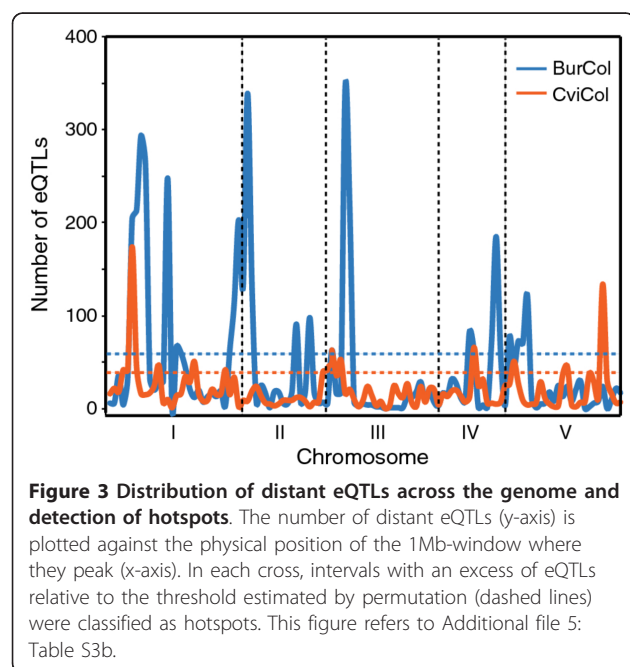 400
300
200
100
0
Number of eQTLs
BurCol
CviCol
I
II
III
IV
V
Chromosome
Figure 3 Distribution of distant eQTLs across the genome and
detection of hotspots. The number of distant eQTLs (y-axis) is
plotted against the physical position of the 1Mb-window where
they peak (x-axis). In each cross, intervals with an excess of eQTLs
relative to the threshold estimated by permutation (dashed lines)
were classified as hotspots. This figure refers to Additional file 5:
Table S3b.